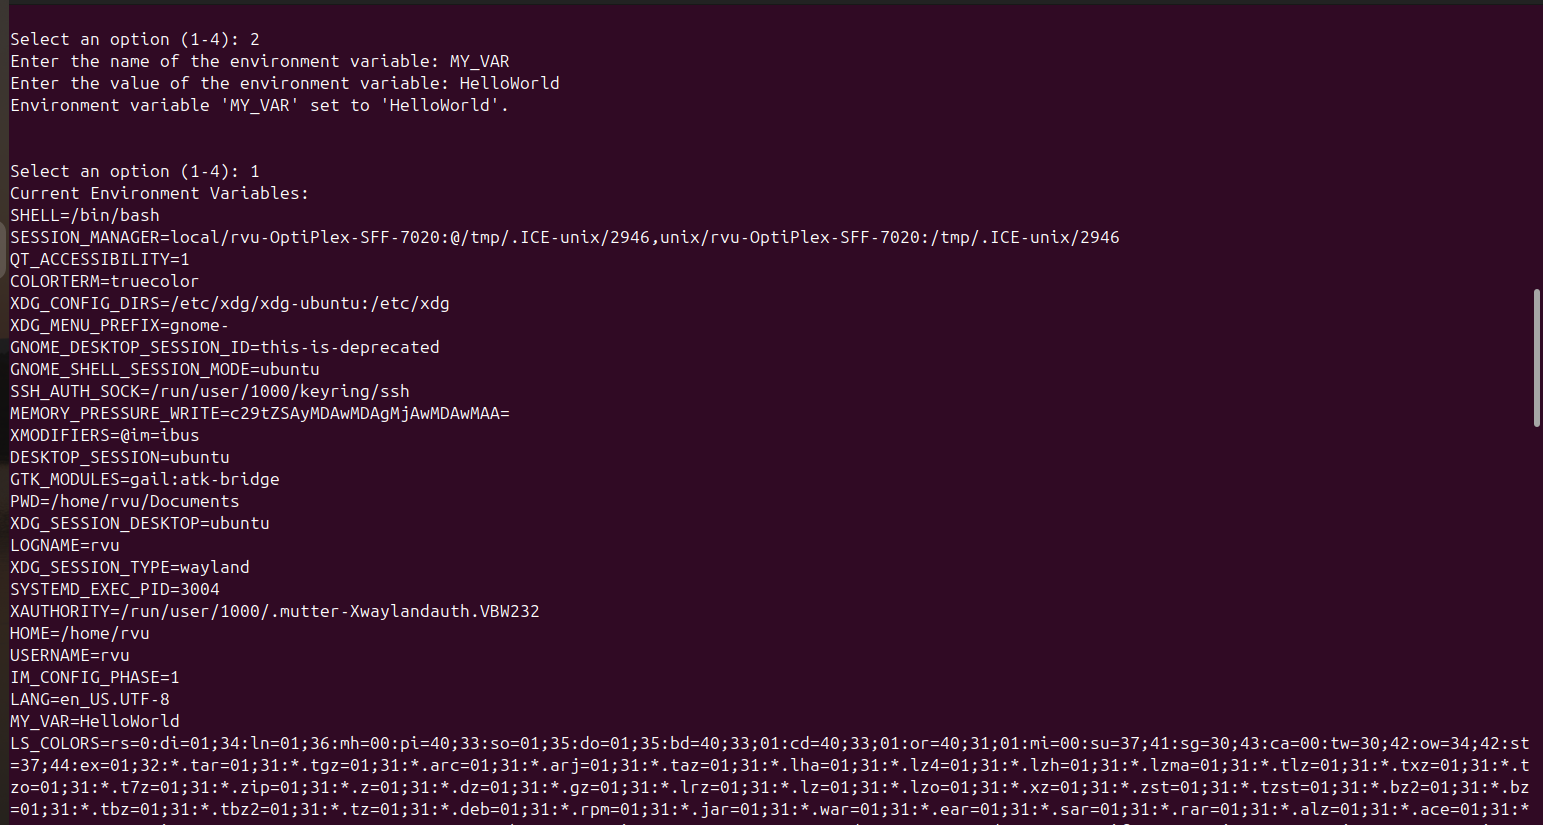 Select an option (1-4): 2
Enter the name of the environment variable: MY_VAR
Enter the value of the environment variable: HelloWorld
Environment variable 'MY_VAR' set to 'HelloWorld'.
Select an option (1-4): 1
Current Environment Variables:
SHELL=/bin/bash
SESSION_MANAGER=local/rvu-OptiPlex-SFF-7020:@/tmp/.ICE-unix/2946,unix/rvu-OptiPlex-SFF-7020:/tmp/.ICE-unix/2946
QT_ACCESSIBILITY=1
COLORTERM=truecolor
XDG_CONFIG_DIRS=/etc/xdg/xdg-ubuntu:/etc/xdg
XDG_MENU_PREFIX=gnome-
GNOME_DESKTOP_SESSION_ID=this-is-deprecated
GNOME_SHELL_SESSION_MODE=ubuntu
SSH_AUTH_SOCK=/run/user/1000/keyring/ssh
MEMORY_PRESSURE_WRITE=c29tZSAyMDAwMDAgMjAwMDAwMAA=
XMODIFIERS=@im=ibus
DESKTOP_SESSION=ubuntu
GTK_MODULES=gail:atk-bridge
PWD=/home/rvu/Documents
XDG_SESSION_DESKTOP=ubuntu
LOGNAME=rvu
XDG_SESSION_TYPE=wayland
SYSTEMD_EXEC_PID=3004
XAUTHORITY=/run/user/1000/.mutter-Xwaylandauth.VBW232
HOME=/home/rvu
USERNAME=rvu
IM_CONFIG_PHASE=1
LANG=en_US.UTF-8
MY_VAR=HelloWorld
LS_COLORS=rs=0:di=01;34:ln=01;36:mh=00:pi=40;33:so=01;35:do=01;35:bd=40;33;01:cd=40;33;01:or=40;31;01:mi=00:su=37;41:sg=30;43:ca=00:tw=30;42:ow=34;42:st
=37;44:ex=01;32:*.tar=01;31:*.tgz=01;31:*.arc=01;31:*.arj=01;31:*.taz=01;31:*.lha=01;31:*.lz4=01;31:*.lzh=01;31:*.lzma=01;31:*.tlz=01;31:*.txz=01;31:*.t
zo=01;31:*.t7z=01;31:*.zip=01;31:*.z=01;31:*.dz=01;31:*.gz=01;31:*.lrz=01;31:*.lz=01;31:*.lzo=01;31:*.xz=01;31:*.zst=01;31:*.tzst=01;31:*.bz2=01;31:*.bz
=01;31:*.tbz=01;31:*.tbz2=01;31:*.tz=01;31:*.deb=01;31:*.rpm=01;31:*.jar=01;31:*.war=01;31:*.ear=01;31:*.sar=01;31:*.rar=01;31:*.alz=01;31:*.ace=01;31:*